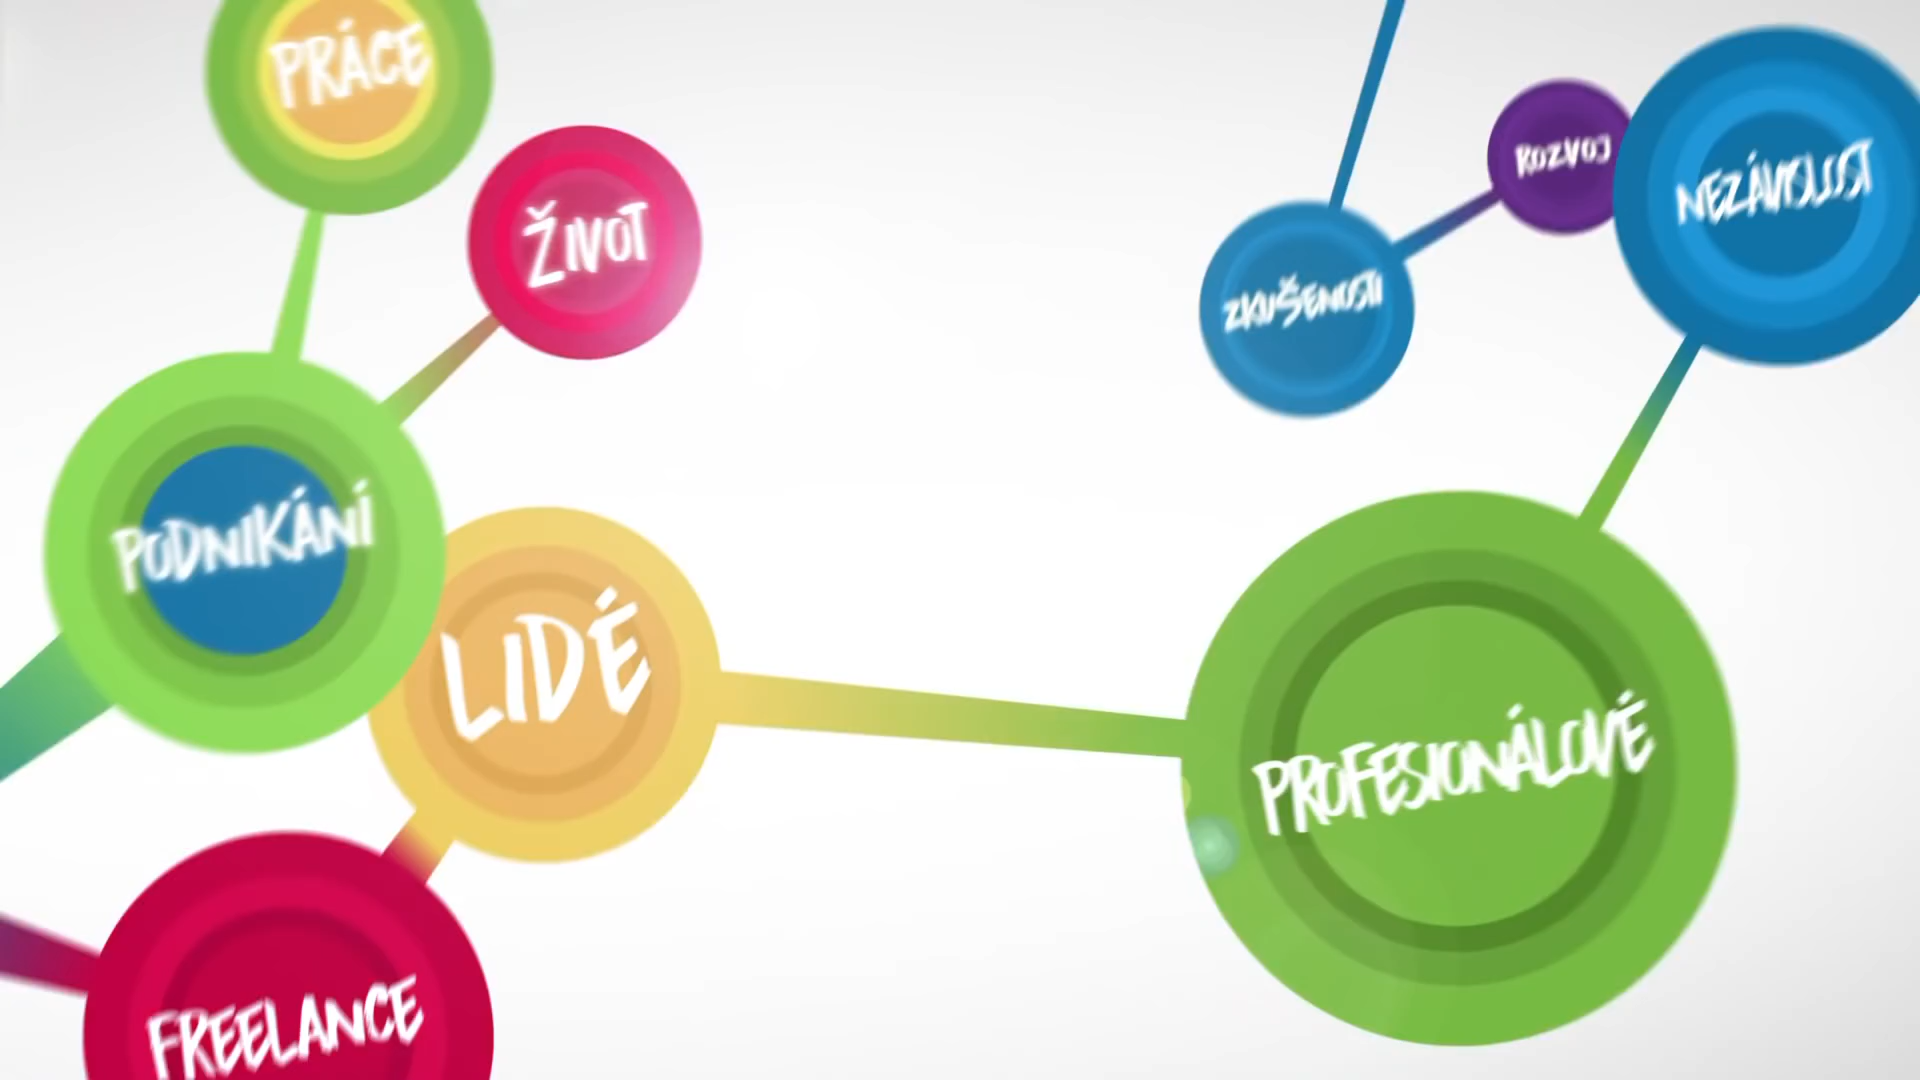 PRÁCE
ŽIVOT
ROZVOJ
NEZÁVISLOST
ZKUŠENOSTI
PODNIKÁNÍ
LIDÉ
PROFESIONÁLOVÉ
FREELANCE